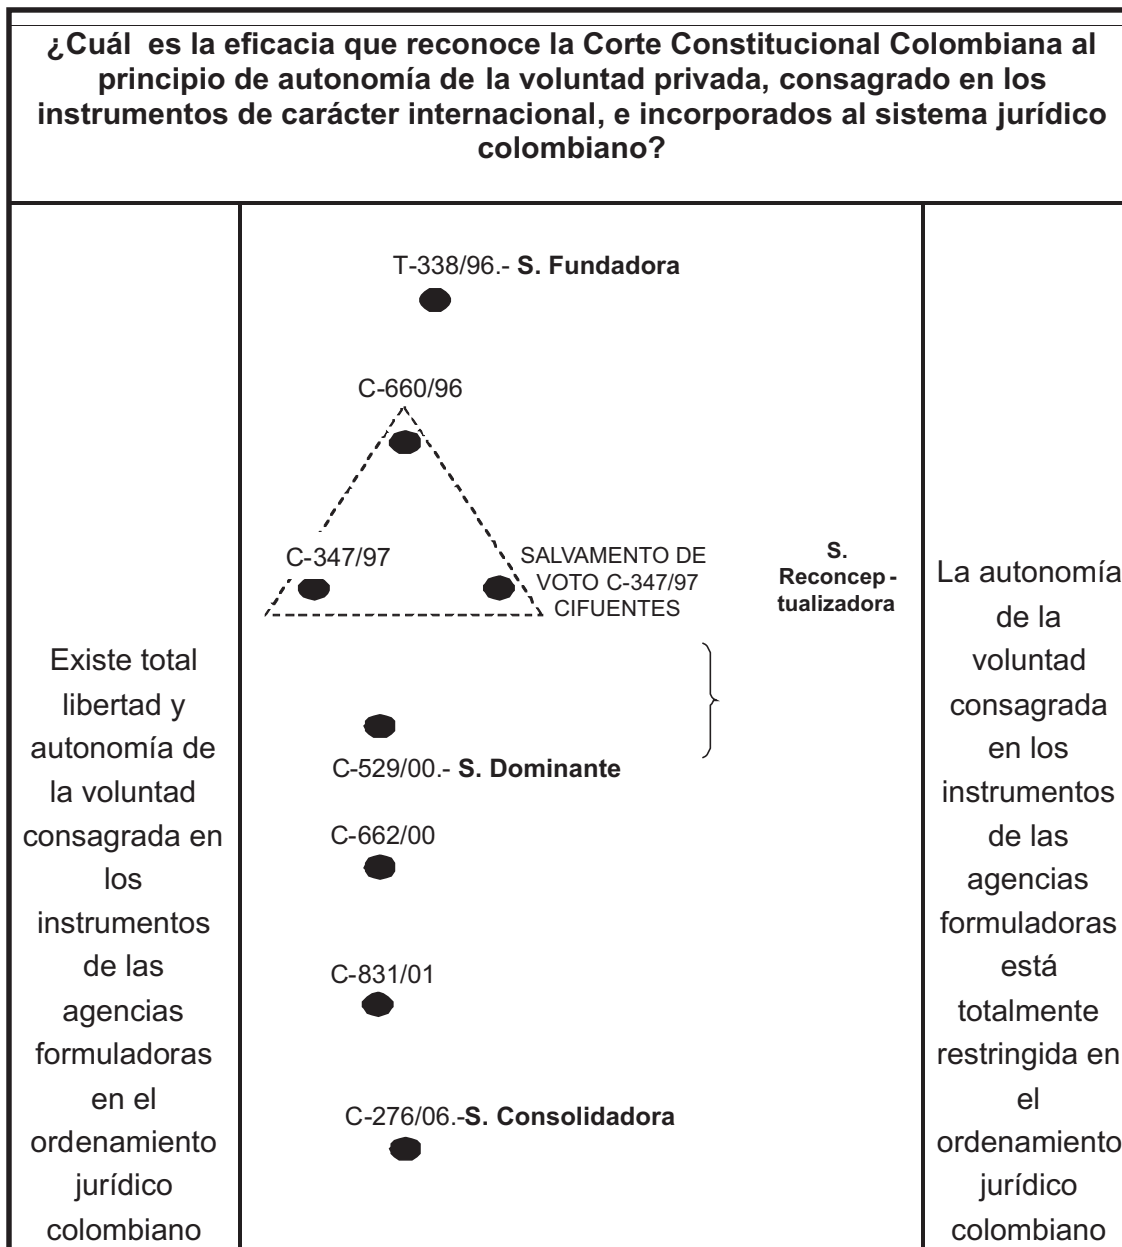 ¿Cuál es la eficacia que reconoce la Corte Constitucional Colombiana al
principio de autonomía de la voluntad privada, consagrado en los
instrumentos de carácter internacional, e incorporados al sistema jurídico
colombiano?
Existe total
libertad y
autonomía de
la voluntad
consagrada en
los
instrumentos
de las
agencias
formuladoras
en el
ordenamiento
jurídico
colombiano
T-338/96.- S. Fundadora
C-660/96
C-347/97
SALVAMENTO DE
VOTO C-347/97
CIFUENTES
S.
Reconcep-
tualizadora
C-529/00.- S. Dominante
C-662/00
C-831/01
C-276/06.-S. Consolidadora
La autonomía
de la
voluntad
consagrada
en los
instrumentos
de las
agencias
formuladoras
está
totalmente
restringida en
el
ordenamiento
jurídico
colombiano